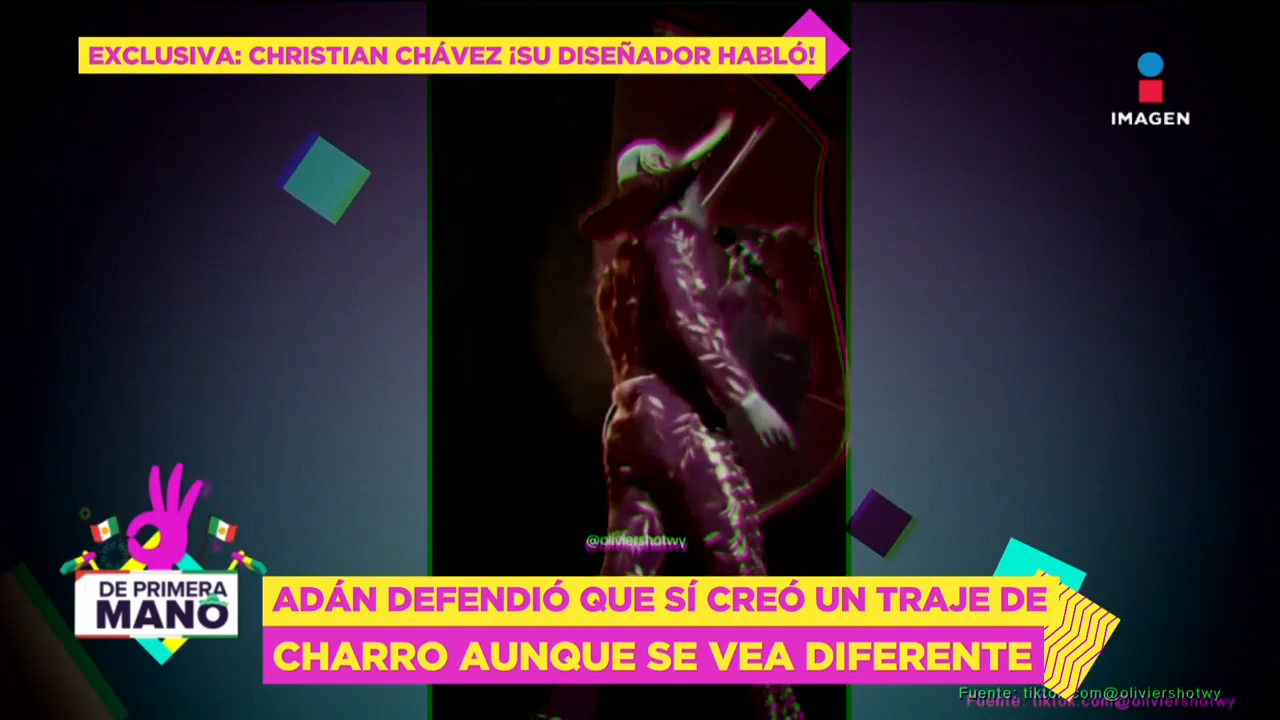 EXCLUSIVA: CHRISTIAN CHÁVEZ ¡SU DISEÑADOR HABLÓ!
IMAGEN
@oliviershotwy
DE PRIMERA
MANO
ADÁN DEFENDIÓ QUE SÍ CREÓ UN TRAJE DE
CHARRO AUNQUE SE VEA DIFERENTE
Fuente: tiktok.com@oliviershotwy